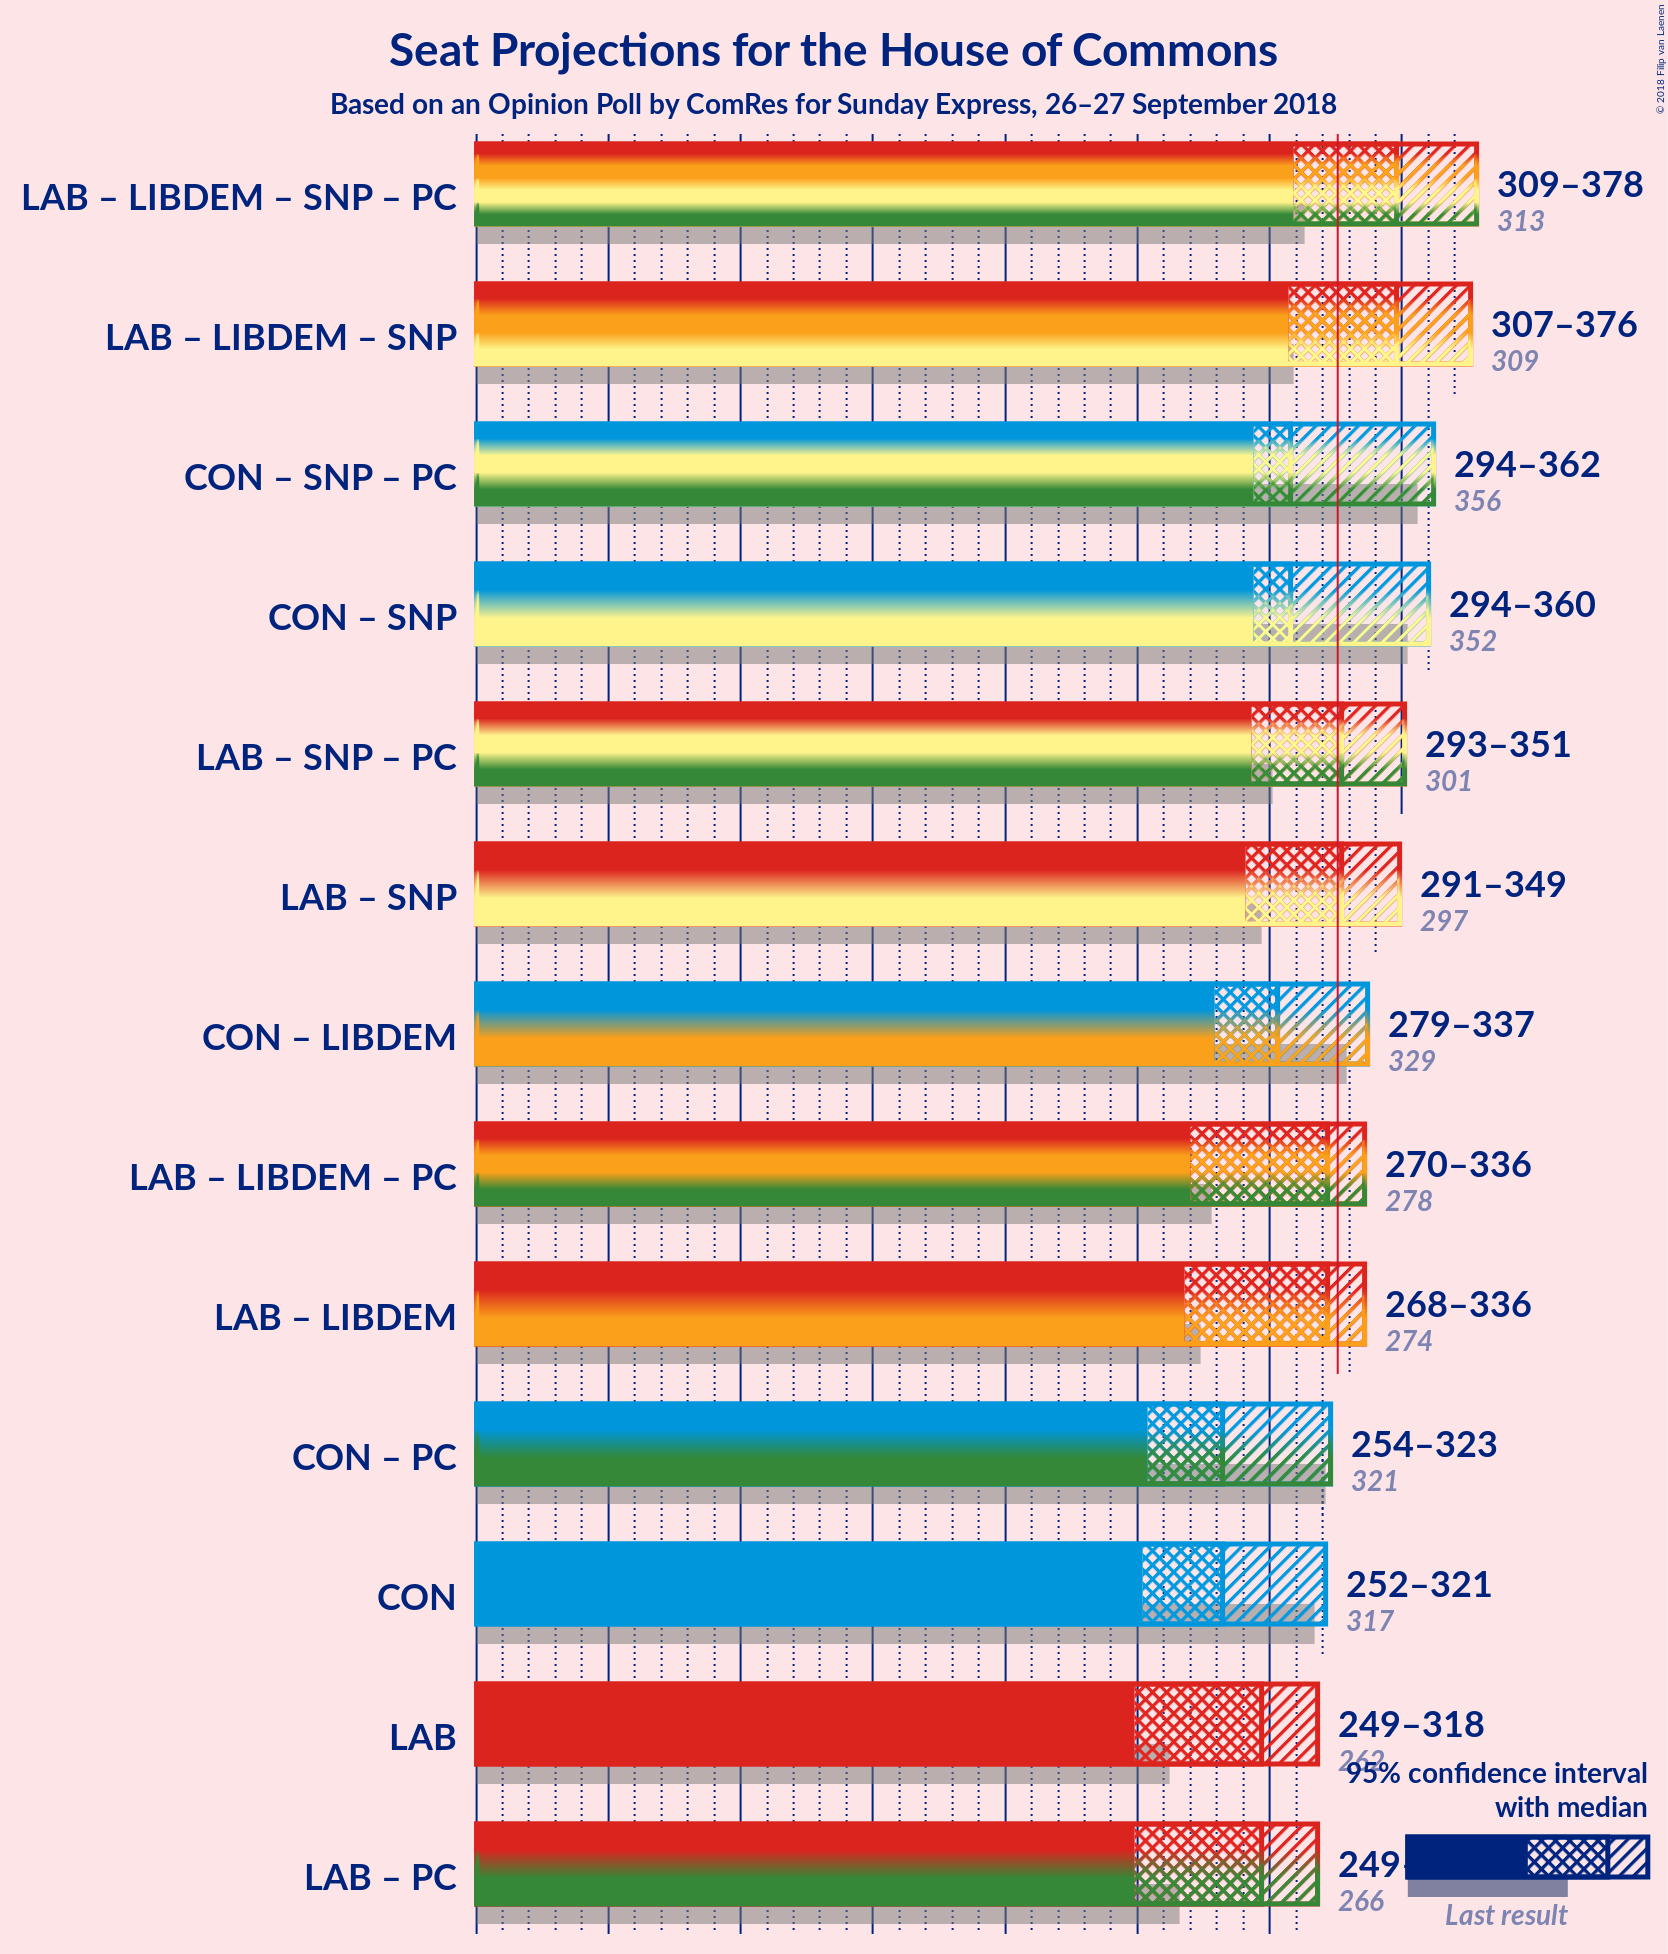 Seat Projections for the House of Commons
Based on an Opinion Poll by ComRes for Sunday Express, 26–27 September 2018
© 2018 Filip van Laenen
LAB – LIBDEM – SNP – PC
309–378
313
LAB – LIBDEM – SNP
307–376
309
CON – SNP – PC
294–362
356
CON – SNP
294–360
352
LAB – SNP – PC
293–351
301
LAB – SNP
291–349
297
CON – LIBDEM
279–337
329
LAB – LIBDEM – PC
270–336
278
LAB – LIBDEM
268–336
274
CON – PC
254–323
321
CON
252–321
317
LAB
249–318
262
95% confidence interval
with median
LAB – PC
249
266
Last result